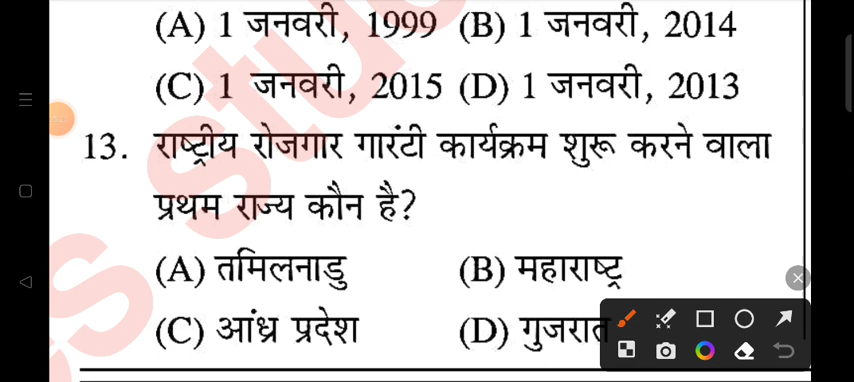 (A) 1 जनवरी, 1999 (B) 1 जनवरी, 2014
(C) 1 जनवरी, 2015 (D) 1 जनवरी, 2013
13. राष्ट्रीय रोजगार गारंटी कार्यक्रम शुरू करने वाला
प्रथम राज्य कौन है?
(A) तमिलनाडु (B) महाराष्ट्र
(C) आंध्र प्रदेश (D) गुजरात